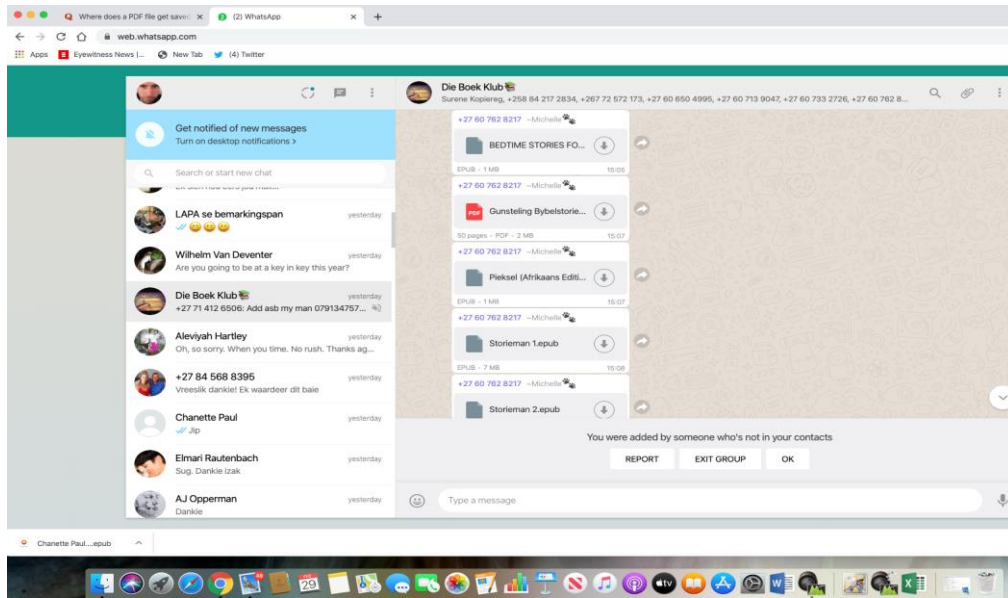 Where does a PDF file get save
(2) WhatsApp
web.whatsapp.com
Apps
Eyewitness News |...
New Tab
(4) Twitter
Get notified of new messages
Turn on desktop notifications >
Search or start new chat
LAPA se bemarkingspan yesterday
Wilhelm Van Deventer yesterday
Are you going to be at a key in key this year?
Die Boek Klub yesterday
+27 71 412 6506: Add asb my man 079134757...
Aleviyah Hartley yesterday
Oh, so sorry. When you time. No rush. Thanks ag...
+27 84 568 8395 yesterday
Vreeslik dankie! Ek waardeer dit baie
Chanette Paul yesterday
Jip
Elmari Rautenbach yesterday
Sug. Dankie izak
AJ Opperman yesterday
Dankie
Die Boek Klub
Surene Kopiereg, +258 84 217 2834, +267 72 572 173, +27 60 650 4995, +27 60 713 9047, +27 60 733 2726, +27 60 762 8...
+27 60 762 8217 ~Michelle
BEDTIME STORIES FO...
EPUB • 1 MB 15:05
+27 60 762 8217 ~Michelle
PDF
Gunsteling Bybelstorie...
50 pages • PDF • 2 MB 15:07
+27 60 762 8217 ~Michelle
Pieksel (Afrikaans Editi...
EPUB • 1 MB 15:07
+27 60 762 8217 ~Michelle
Storieman 1.epub
EPUB • 7 MB 15:08
+27 60 762 8217 ~Michelle
Storieman 2.epub
You were added by someone who's not in your contacts
REPORT EXIT GROUP OK
Type a message
Chanette Paul....epub
FEB
29
tv